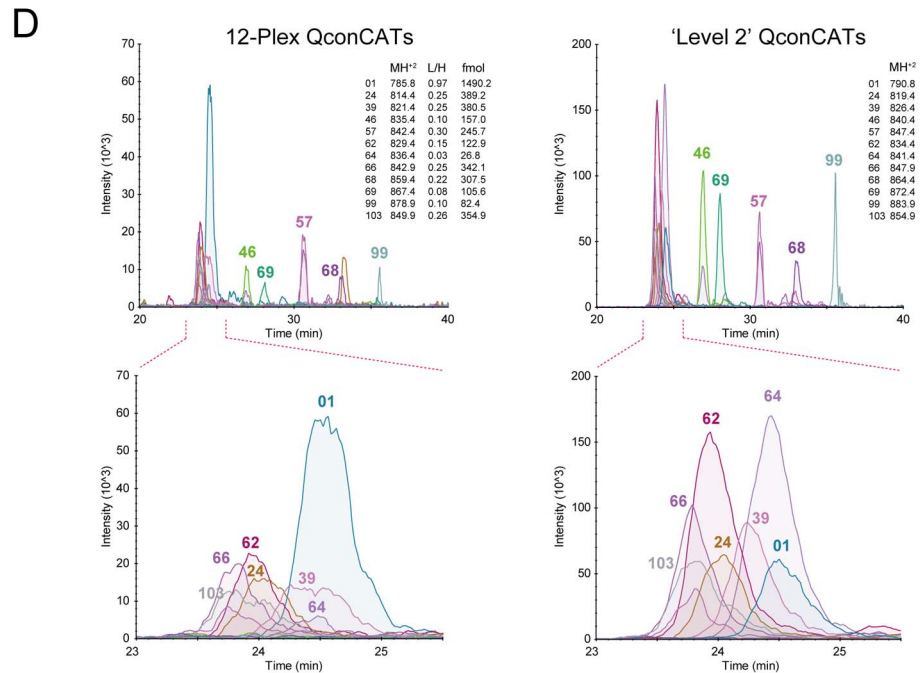 D
12-Plex QconCATs
70
60
50
40
30
20
10
0
Intensity (10^3)
MH+2 L/H fmol
01 785.8 0.97 1490.2
24 814.4 0.25 389.2
39 821.4 0.25 380.5
46 835.4 0.10 157.0
57 842.4 0.30 245.7
62 829.4 0.15 122.9
64 836.4 0.03 26.8
66 842.9 0.25 342.1
68 859.4 0.22 307.5
69 867.4 0.08 105.6
99 878.9 0.10 82.4
103 849.9 0.26 354.9
46
69
57
68
99
20 30 40
Time (min)
'Level 2' QconCATs
200
150
100
50
0
Intensity (10^3)
MH+2
01 790.8
24 819.4
39 826.4
46 840.4
57 847.4
62 834.4
64 841.4
66 847.9
68 864.4
69 872.4
99 883.9
103 854.9
46
69
57
68
99
20 30 40
Time (min)
70
60
50
40
30
20
10
0
Intensity (10^3)
01
66
62
24
103
39
64
23 24 25
Time (min)
200
150
100
50
0
Intensity (10^3)
64
62
66
39
24
01
103
23 24 25
Time (min)